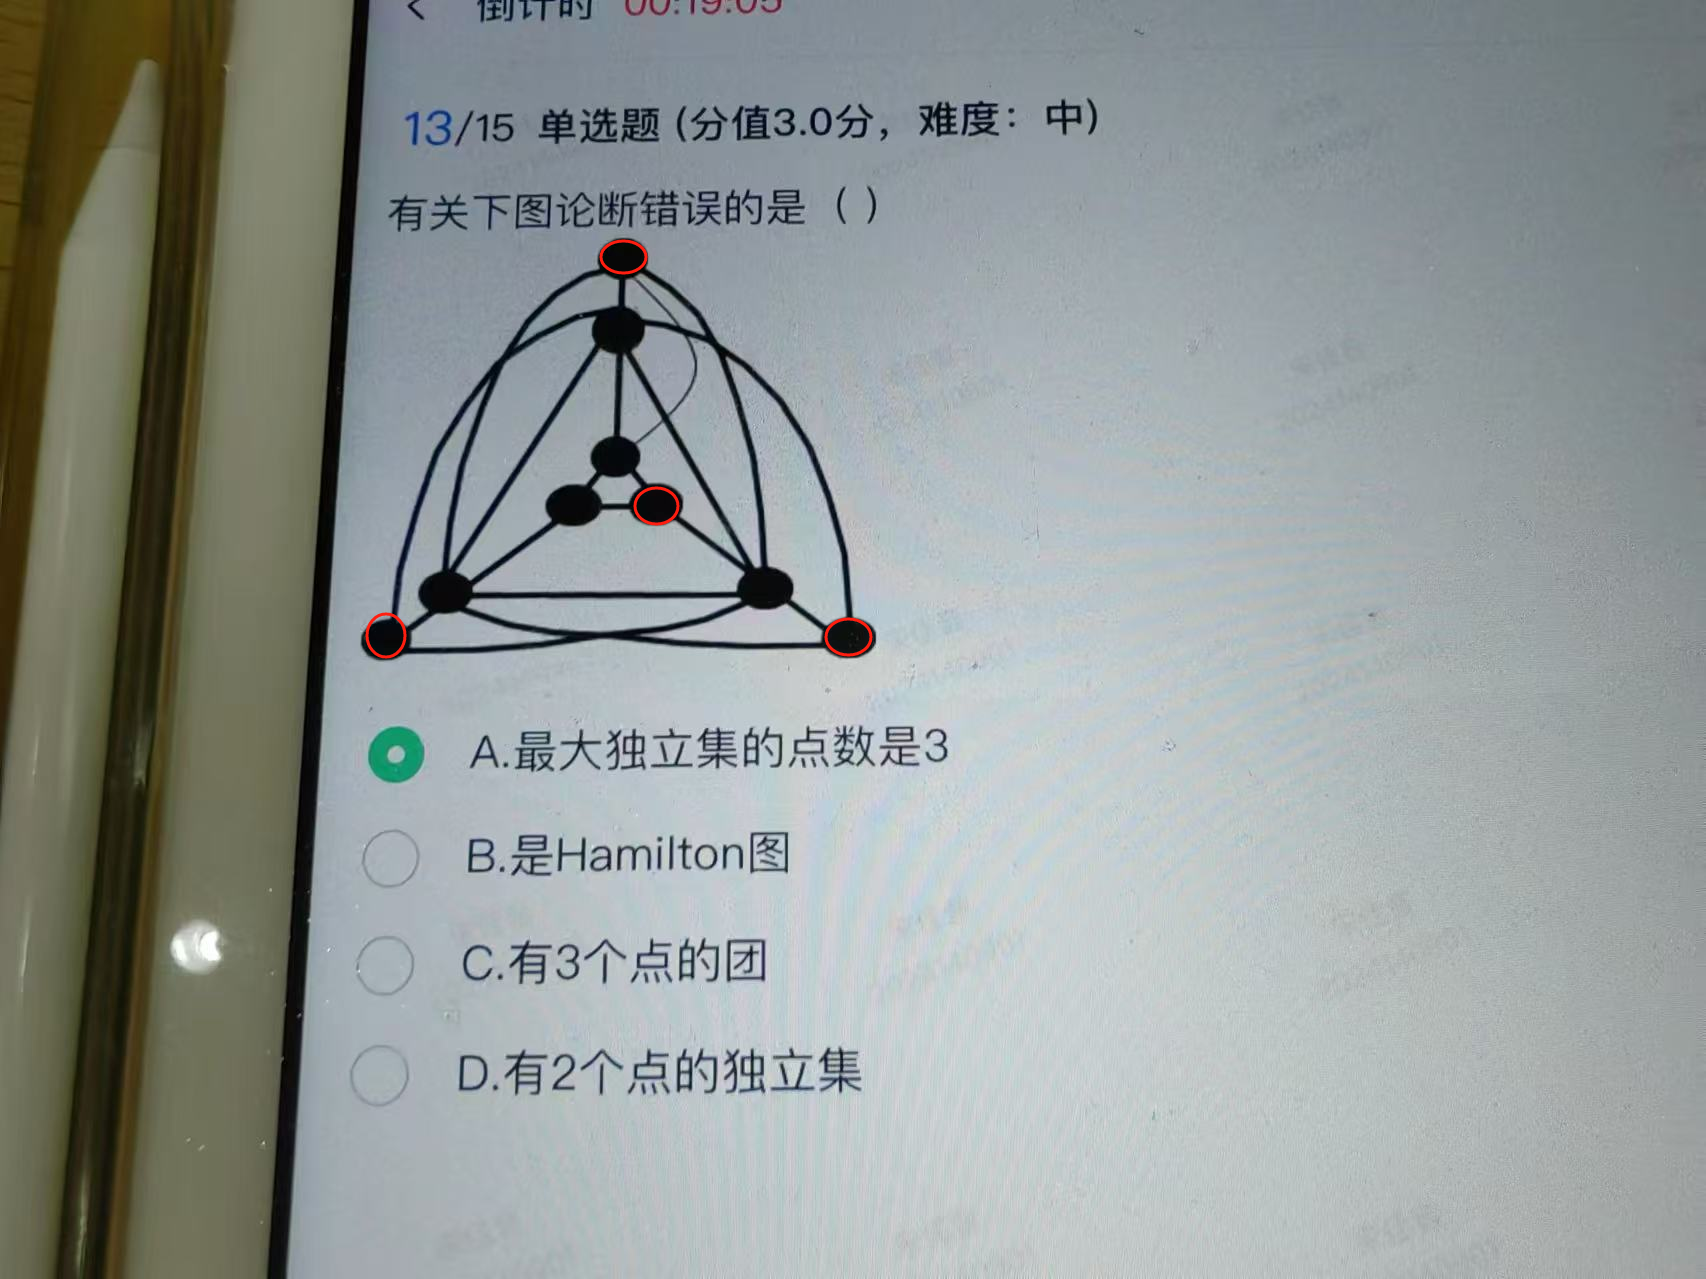 倒计时 00:19:05
13/15 单选题 (分值3.0分，难度：中)
有关下图论断错误的是（ ）
A.最大独立集的点数是3
B.是Hamilton图
C.有3个点的团
D.有2个点的独立集